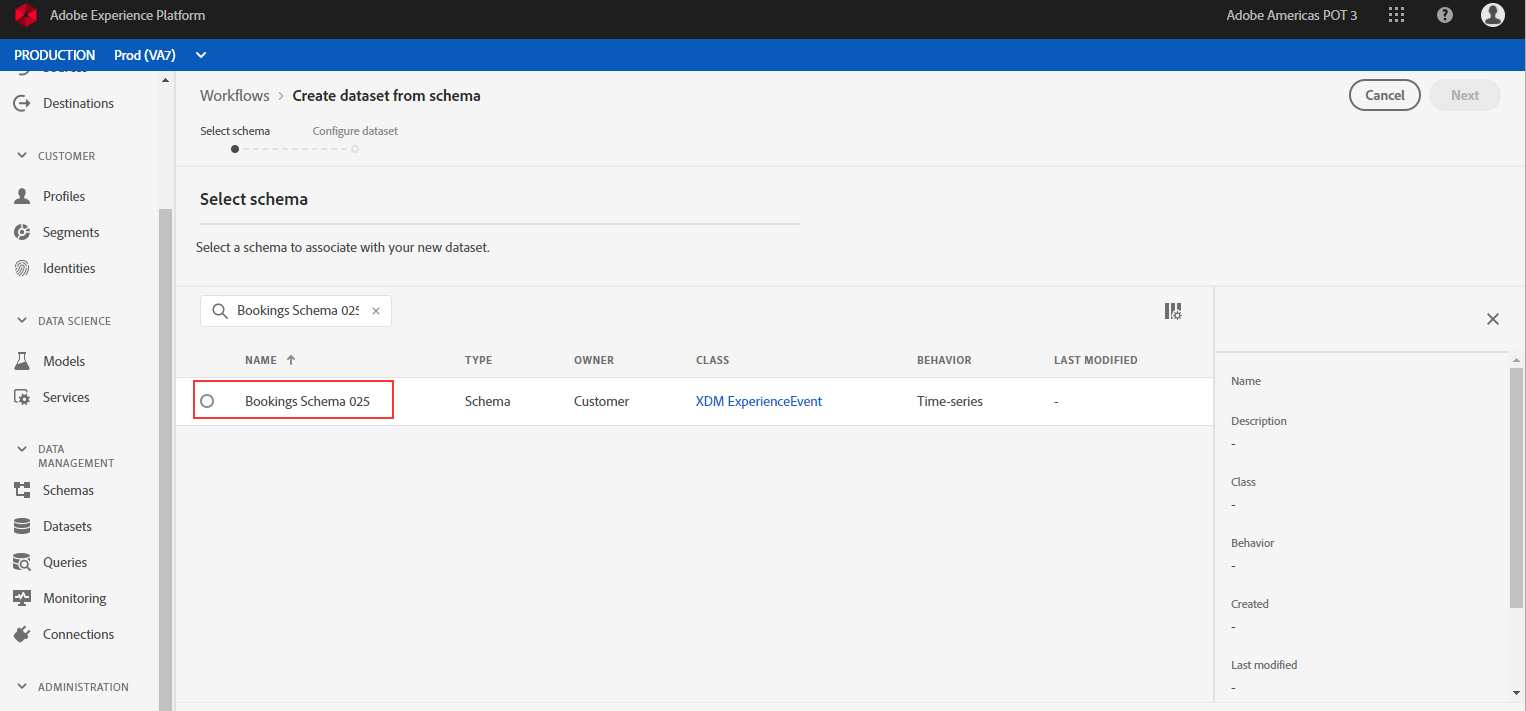 Adobe Experience Platform
Adobe Americas POT 3
?
PRODUCTION Prod (VA7)
Destinations
CUSTOMER
Profiles
Segments
Identities
DATA SCIENCE
Models
Services
DATA
MANAGEMENT
Schemas
Datasets
Queries
Monitoring
Connections
ADMINISTRATION
Workflows > Create dataset from schema
Cancel
Next
Select schema Configure dataset
Select schema
Select a schema to associate with your new dataset.
Bookings Schema 025 ×
NAME ↑ TYPE OWNER CLASS BEHAVIOR LAST MODIFIED
Bookings Schema 025 Schema Customer XDM ExperienceEvent Time-series -
Name
Description
-
Class
-
Behavior
-
Created
-
Last modified
-